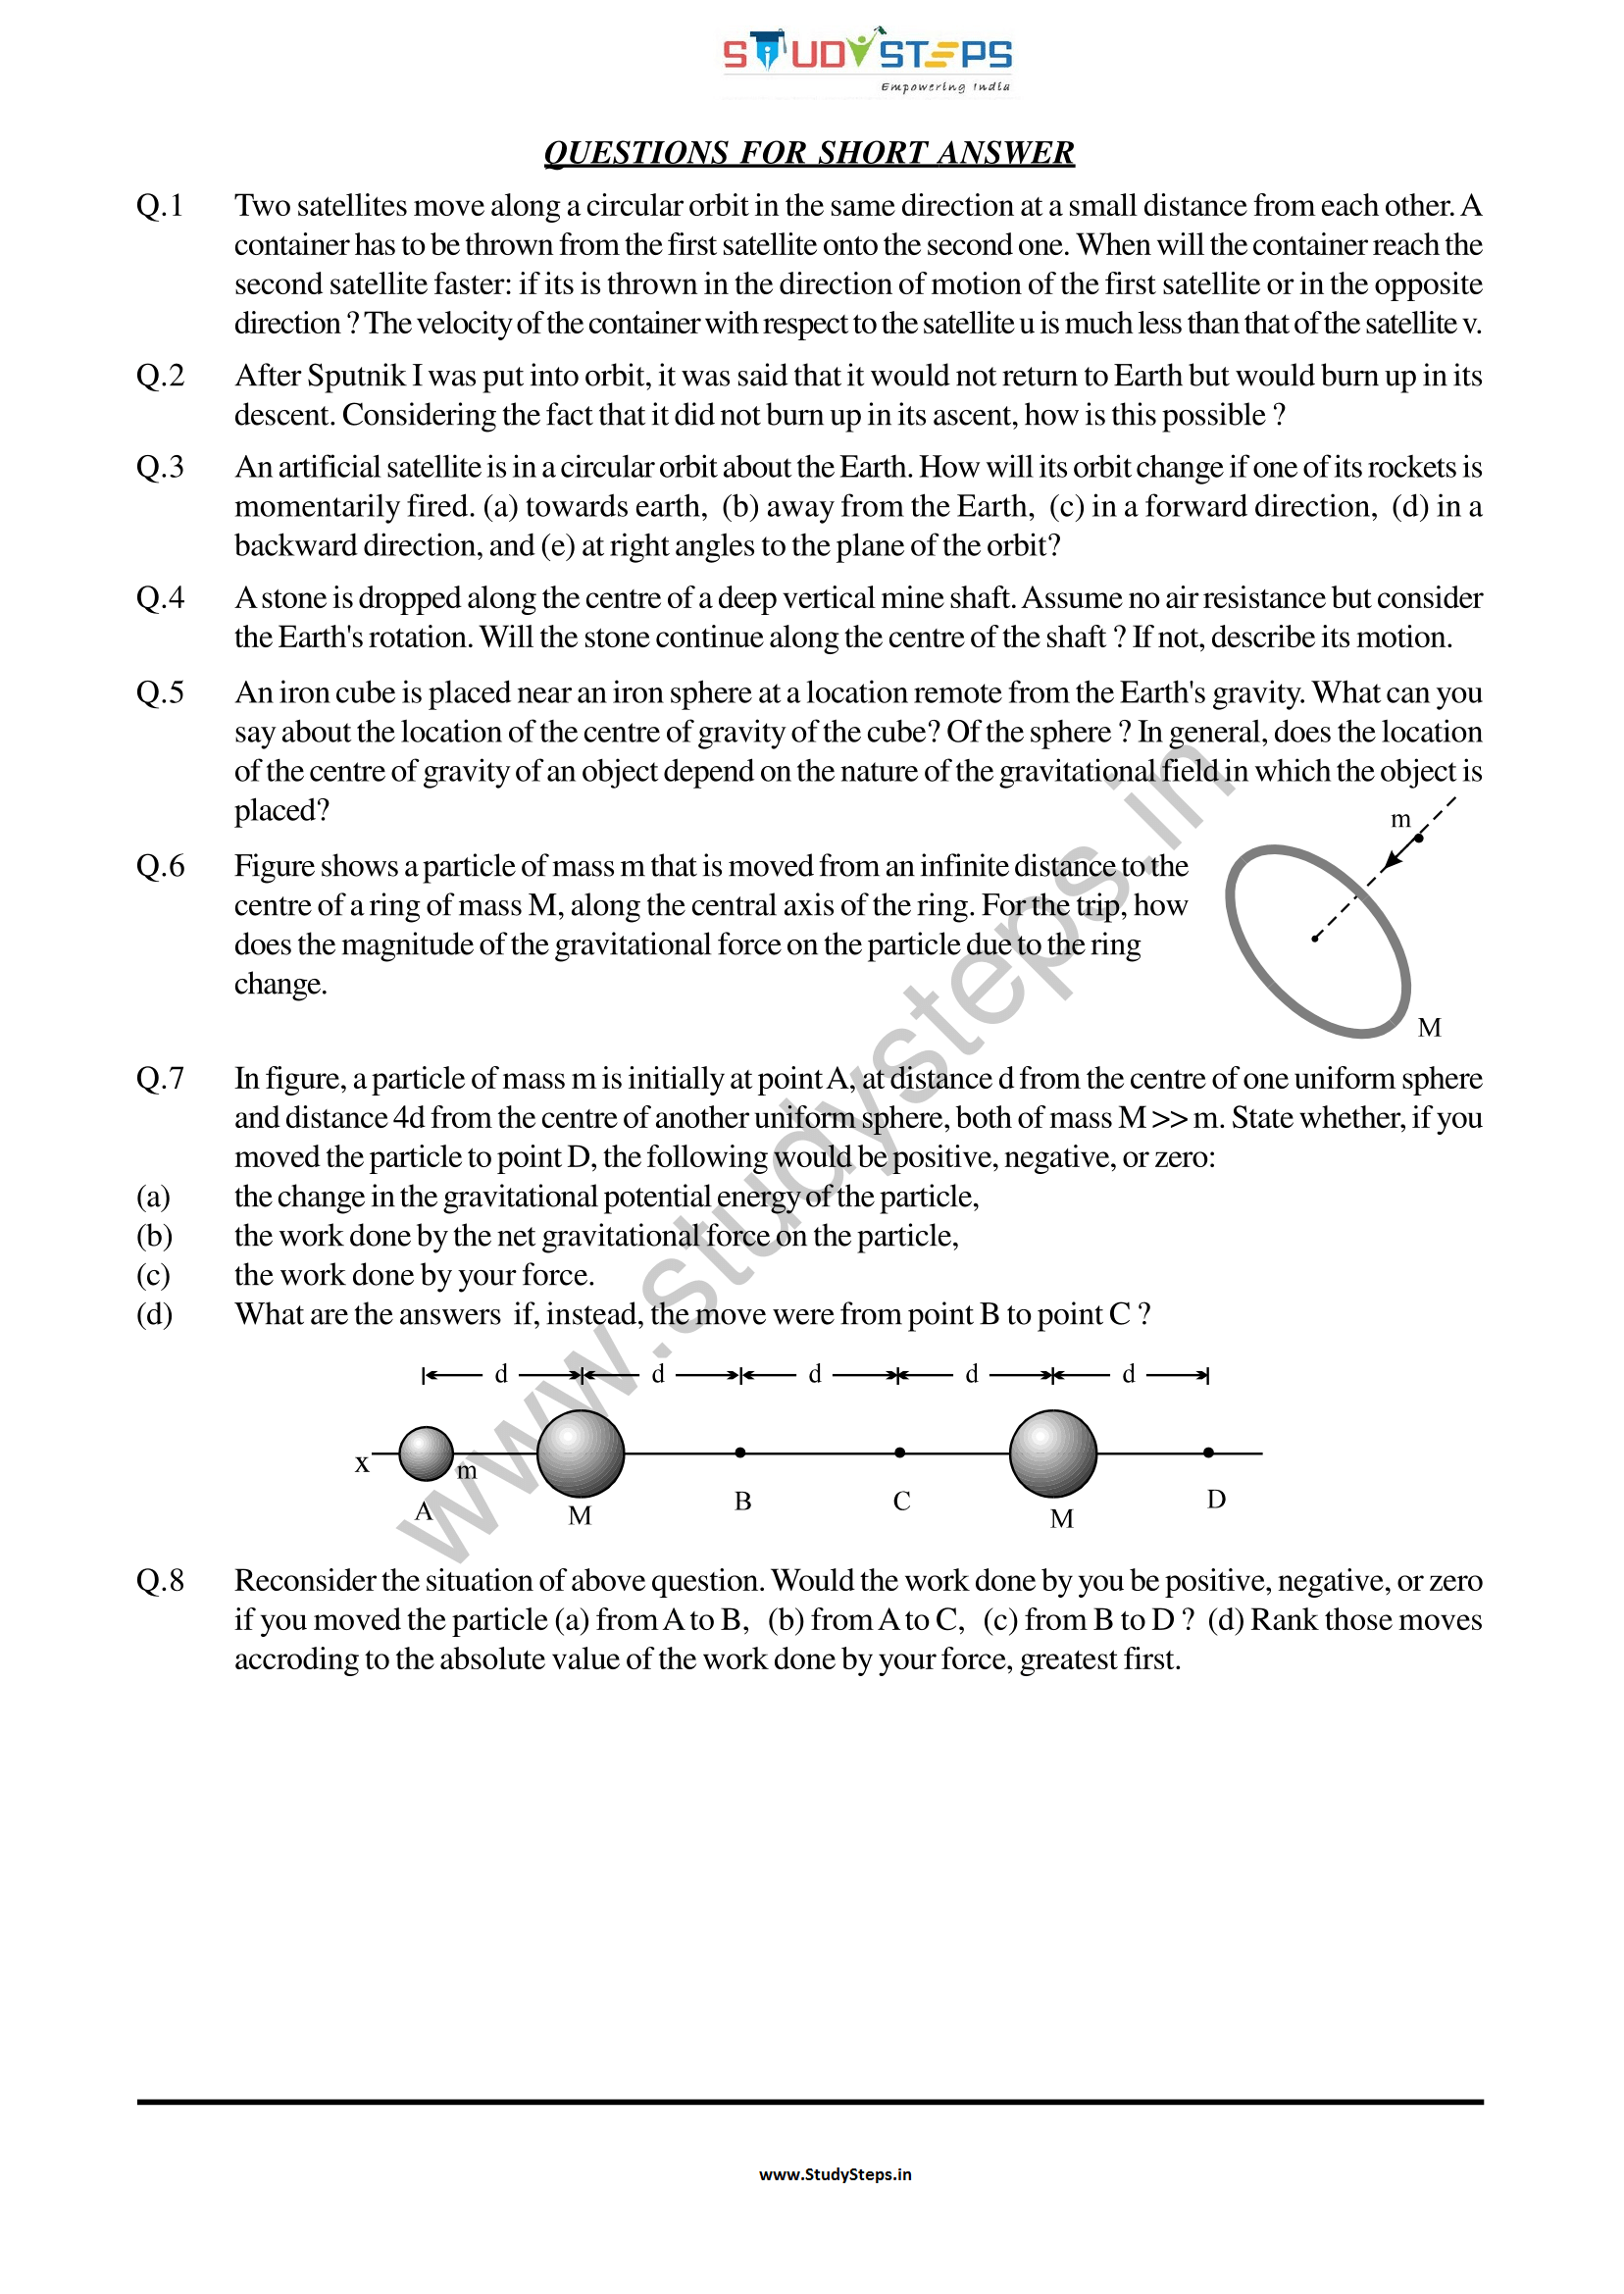 STUDYSTEPS
Empowering India
QUESTIONS FOR SHORT ANSWER
Q.1 Two satellites move along a circular orbit in the same direction at a small distance from each other. A
container has to be thrown from the first satellite onto the second one. When will the container reach the
second satellite faster: if its is thrown in the direction of motion of the first satellite or in the opposite
direction ? The velocity of the container with respect to the satellite u is much less than that of the satellite v.
Q.2 After Sputnik I was put into orbit, it was said that it would not return to Earth but would burn up in its
descent. Considering the fact that it did not burn up in its ascent, how is this possible ?
Q.3 An artificial satellite is in a circular orbit about the Earth. How will its orbit change if one of its rockets is
momentarily fired. (a) towards earth, (b) away from the Earth, (c) in a forward direction, (d) in a
backward direction, and (e) at right angles to the plane of the orbit?
Q.4 A stone is dropped along the centre of a deep vertical mine shaft. Assume no air resistance but consider
the Earth's rotation. Will the stone continue along the centre of the shaft ? If not, describe its motion.
Q.5 An iron cube is placed near an iron sphere at a location remote from the Earth's gravity. What can you
say about the location of the centre of gravity of the cube? Of the sphere ? In general, does the location
of the centre of gravity of an object depend on the nature of the gravitational field in which the object is
placed?
m
Q.6 Figure shows a particle of mass m that is moved from an infinite distance to the
centre of a ring of mass M, along the central axis of the ring. For the trip, how
does the magnitude of the gravitational force on the particle due to the ring
change.
M
Q.7 In figure, a particle of mass m is initially at point A, at distance d from the centre of one uniform sphere
and distance 4d from the centre of another uniform sphere, both of mass M >> m. State whether, if you
moved the particle to point D, the following would be positive, negative, or zero:
(a) the change in the gravitational potential energy of the particle,
(b) the work done by the net gravitational force on the particle,
(c) the work done by your force.
(d) What are the answers if, instead, the move were from point B to point C ?
d d d d d
x m
A M B C M D
Q.8 Reconsider the situation of above question. Would the work done by you be positive, negative, or zero
if you moved the particle (a) from A to B, (b) from A to C, (c) from B to D ? (d) Rank those moves
accroding to the absolute value of the work done by your force, greatest first.
www.studysteps.in
www.StudySteps.in